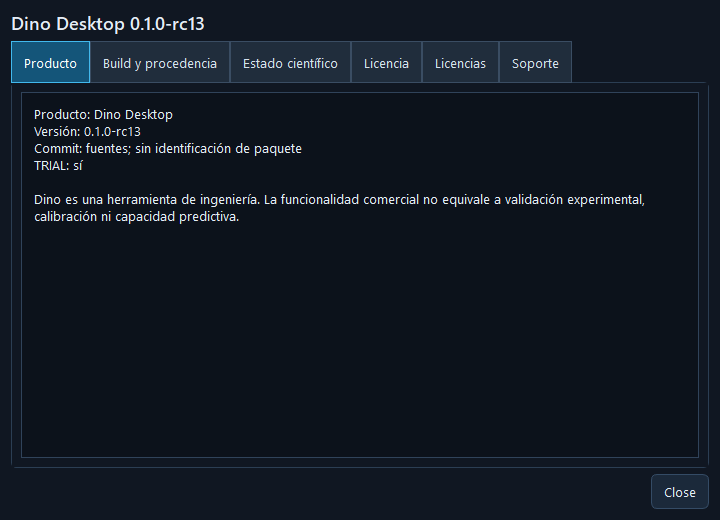 Dino Desktop 0.1.0-rc13
Producto
Build y procedencia
Estado científico
Licencia
Licencias
Soporte
Producto: Dino Desktop
Versión: 0.1.0-rc13
Commit: fuentes; sin identificación de paquete
TRIAL: sí
Dino es una herramienta de ingeniería. La funcionalidad comercial no equivale a validación experimental,
calibración ni capacidad predictiva.
Close